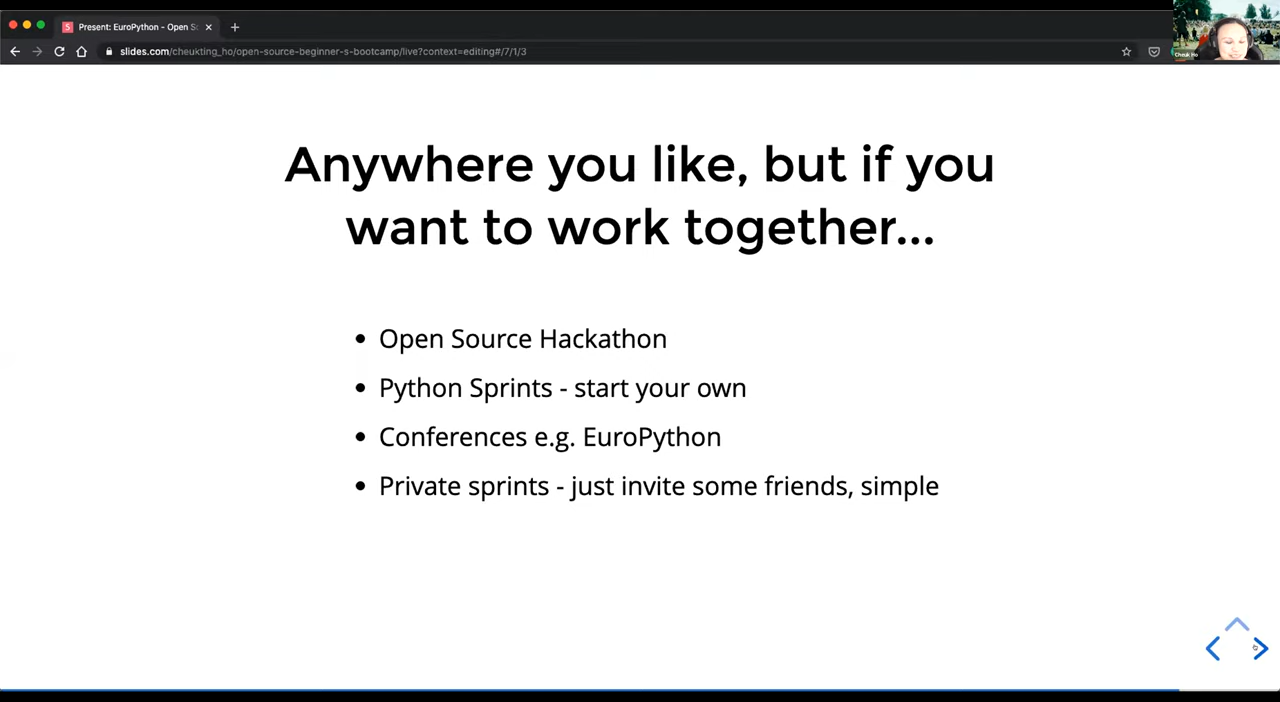 Present: EuroPython - Open S
slides.com/cheukting_ho/open-source-beginner-s-bootcamp/live?context=editing#/7/1/3
Cheuk Ho
Anywhere you like, but if you
want to work together...
Open Source Hackathon
Python Sprints - start your own
Conferences e.g. EuroPython
Private sprints - just invite some friends, simple